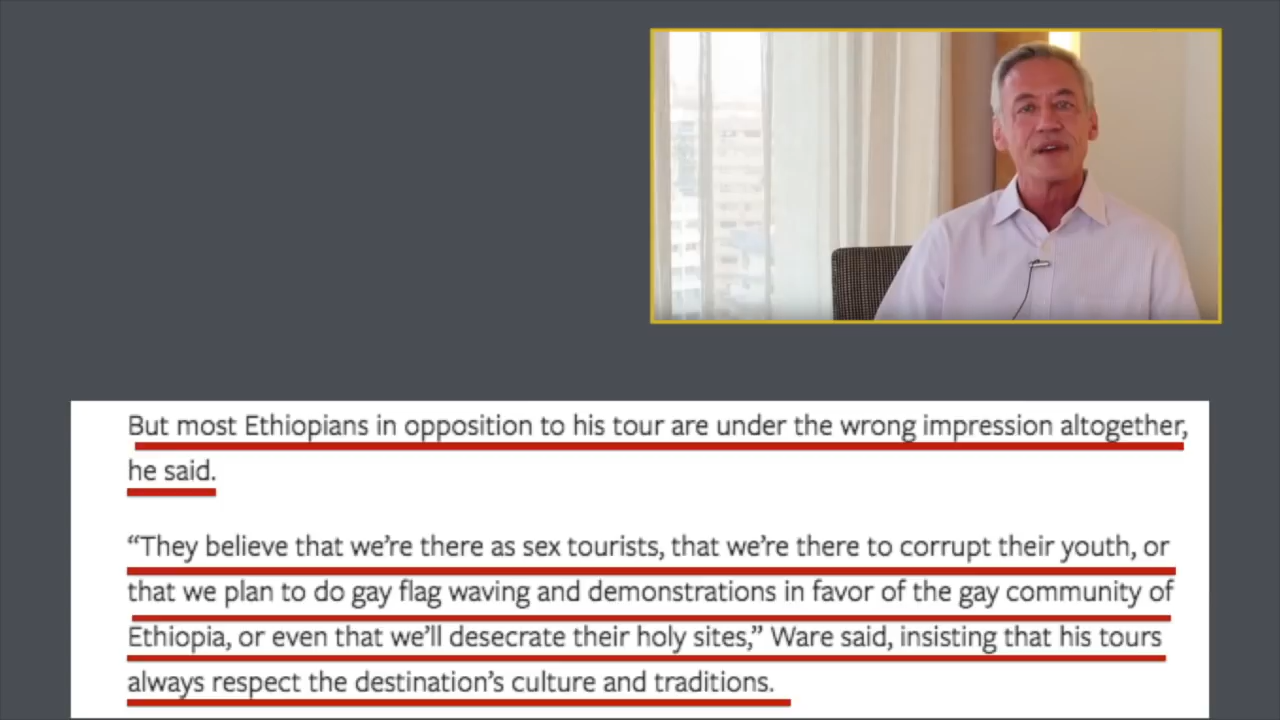 But most Ethiopians in opposition to his tour are under the wrong impression altogether,
he said.
“They believe that we’re there as sex tourists, that we’re there to corrupt their youth, or
that we plan to do gay flag waving and demonstrations in favor of the gay community of
Ethiopia, or even that we’ll desecrate their holy sites,” Ware said, insisting that his tours
always respect the destination’s culture and traditions.